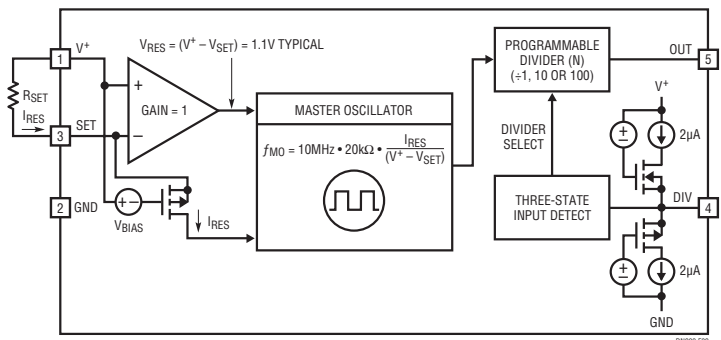 V+
1
RSET
IRES
3
SET
2
GND
VBIAS
+
−
GAIN = 1
+ −
IRES
VRES = (V+ – VSET) = 1.1V TYPICAL
MASTER OSCILLATOR
ƒMO = 10MHz • 20kΩ • IRES
(V+ – VSET)
PROGRAMMABLE
DIVIDER (N)
(÷1, 10 OR 100)
DIVIDER
SELECT
THREE-STATE
INPUT DETECT
OUT
5
V+
+
−
2µA
DIV
4
+
−
2µA
GND